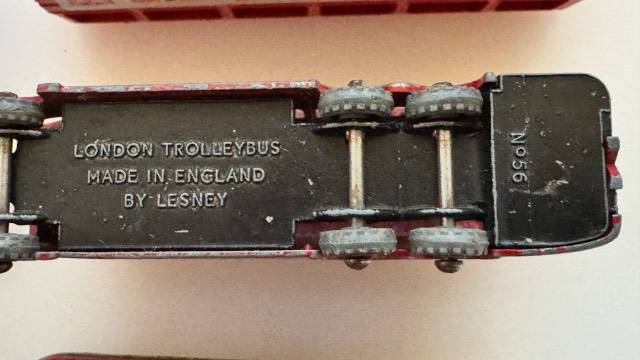 LONDON TROLLEYBUS
MADE IN ENGLAND
BY LESNEY
No56